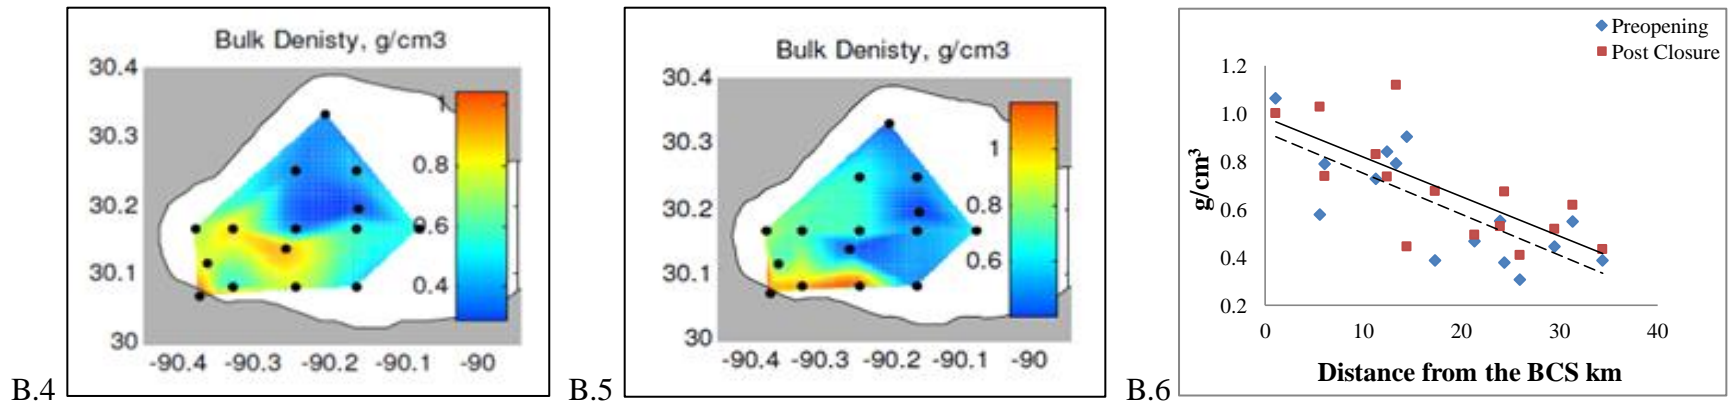 Bulk Denisty, g/cm3
30.4
30.3
30.2
30.1
30
-90.4 -90.3 -90.2 -90.1 -90
1
0.8
0.6
0.4
B.4
Bulk Denisty, g/cm3
30.4
30.3
30.2
30.1
30
-90.4 -90.3 -90.2 -90.1 -90
1
0.8
0.6
B.5
Preopening
Post Closure
g/cm³
1.2
1.0
0.8
0.6
0.4
0.2
0 10 20 30 40
Distance from the BCS km
B.6